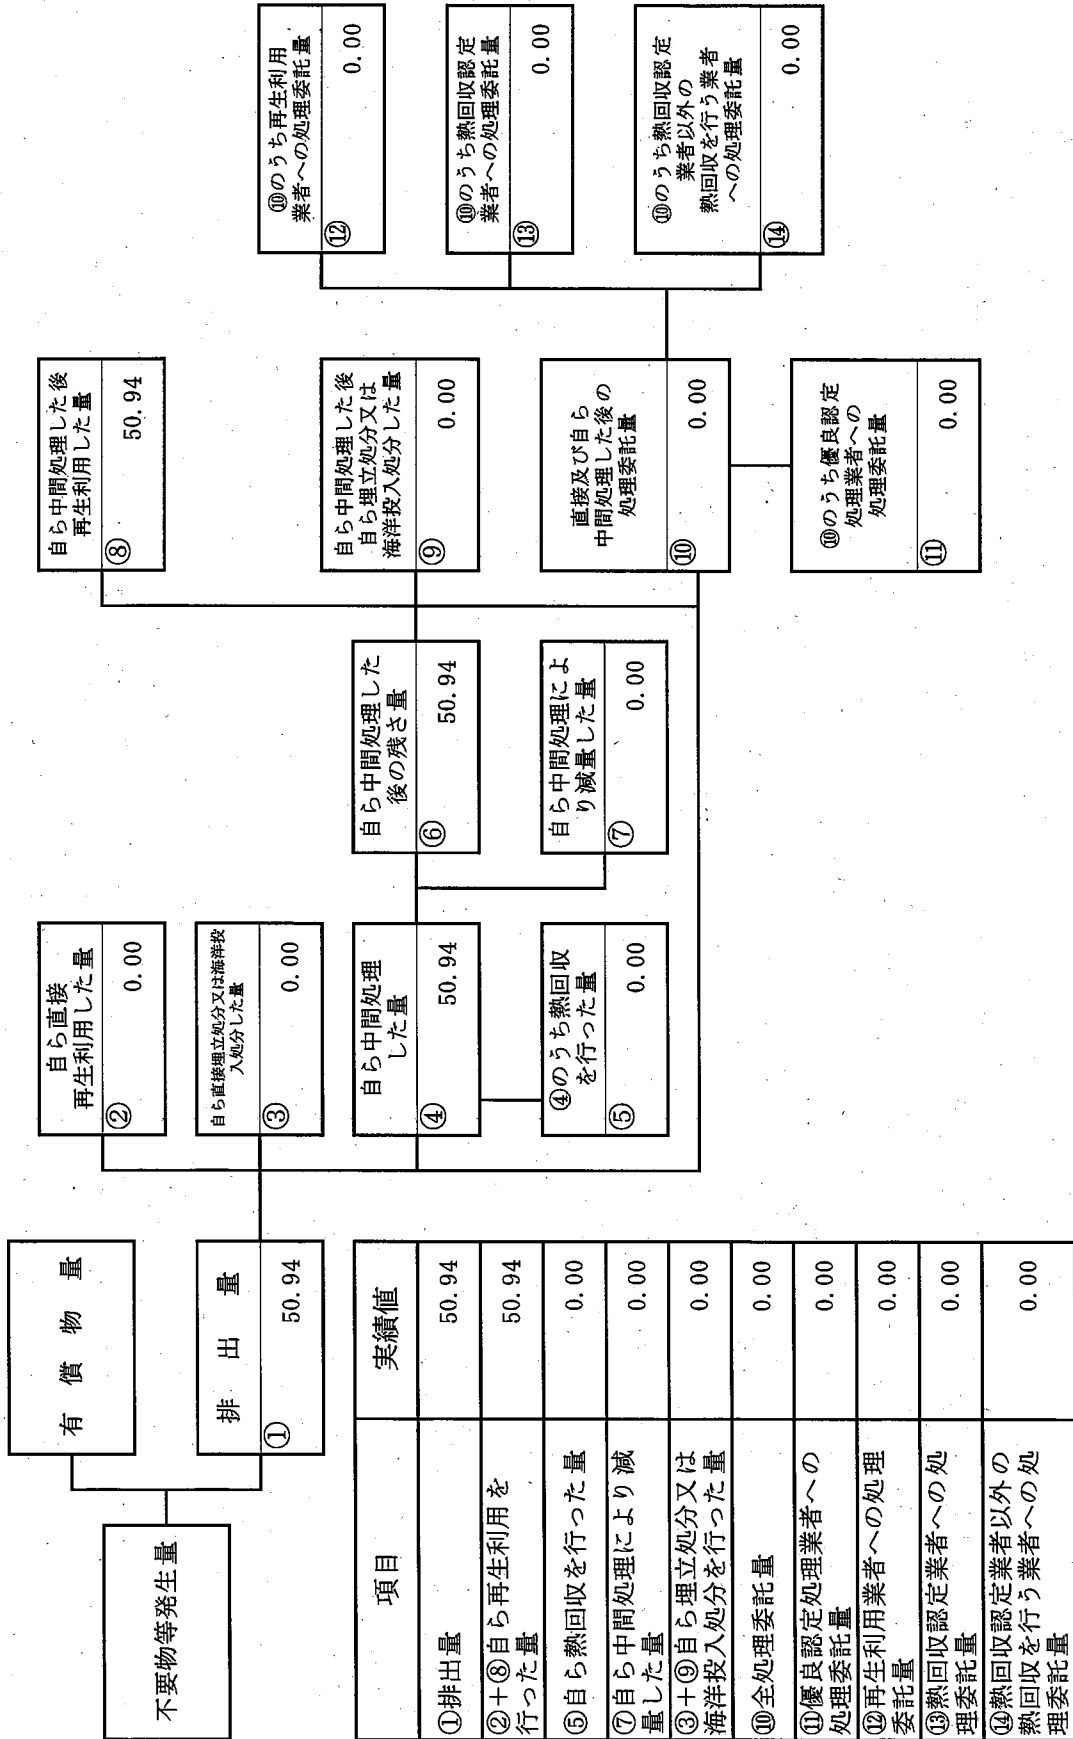 不要物等発生量
有償物量
排出量
①
50.94
自ら直接
再生利用した量
②
0.00
自ら直接埋立処分又は海洋投
入処分した量
③
0.00
自ら中間処理
した量
④
50.94
④のうち熱回収
を行った量
⑤
0.00
自ら中間処理した
後の残さ量
⑥
50.94
自ら中間処理によ
り減量した量
⑦
0.00
自ら中間処理した後
再生利用した量
⑧
50.94
自ら中間処理した後
自ら埋立処分又は
海洋投入処分した量
⑨
0.00
直接及び自ら
中間処理した後の
処理委託量
⑩
0.00
⑩のうち優良認定
処理業者への
処理委託量
⑪
0.00
⑩のうち再生利用
業者への処理委託量
⑫
0.00
⑩のうち熱回収認定
業者への処理委託量
⑬
0.00
⑩のうち熱回収認定
業者以外の
熱回収を行う業者
への処理委託量
⑭
0.00
項目 実績値
①排出量 50.94
②+⑧自ら再生利用を
行った量 50.94
⑤自ら熱回収を行った量 0.00
⑦自ら中間処理により減
量した量 0.00
③+⑨自ら埋立処分又は
海洋投入処分を行った量 0.00
⑩全処理委託量 0.00
⑪優良認定処理業者への
処理委託量 0.00
⑫再生利用業者への処理
委託量 0.00
⑬熱回収認定業者への処
理委託量 0.00
⑭熱回収認定業者以外の
熱回収を行う業者への処
理委託量 0.00